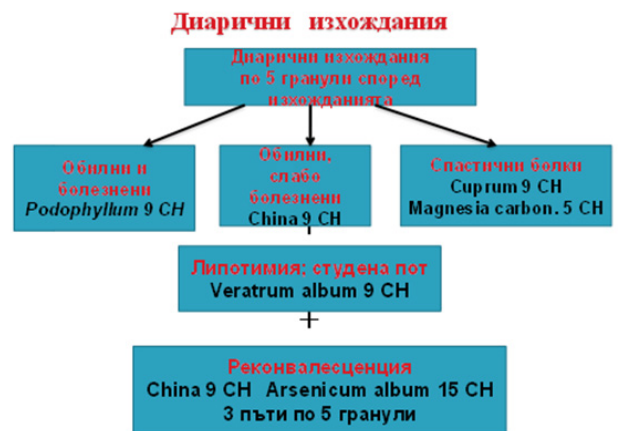 Диарични изхождания
Диарични изхождания
по 5 гранули според
изхожданията
Обилни и
болезнени
Podophyllum 9 CH
Обилни,
слабо
болезнени
China 9 CH
Спастични болки
Cuprum 9 CH
Magnesia carbon. 5 CH
Липотимия: студена пот
Veratrum album 9 CH
+
Реконвалесценция
China 9 CH Arsenicum album 15 CH
3 пъти по 5 гранули